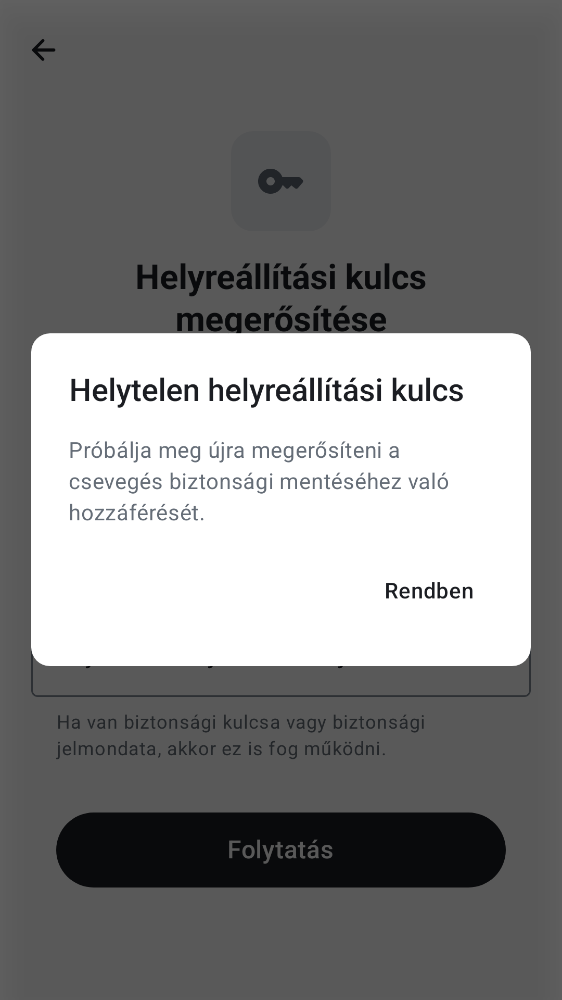 Helyreállítási kulcs
megerősítése
Helytelen helyreállítási kulcs
Próbálja meg újra megerősíteni a
csevegés biztonsági mentéséhez való
hozzáférését.
Rendben
Ha van biztonsági kulcsa vagy biztonsági
jelmondata, akkor ez is fog működni.
Folytatás